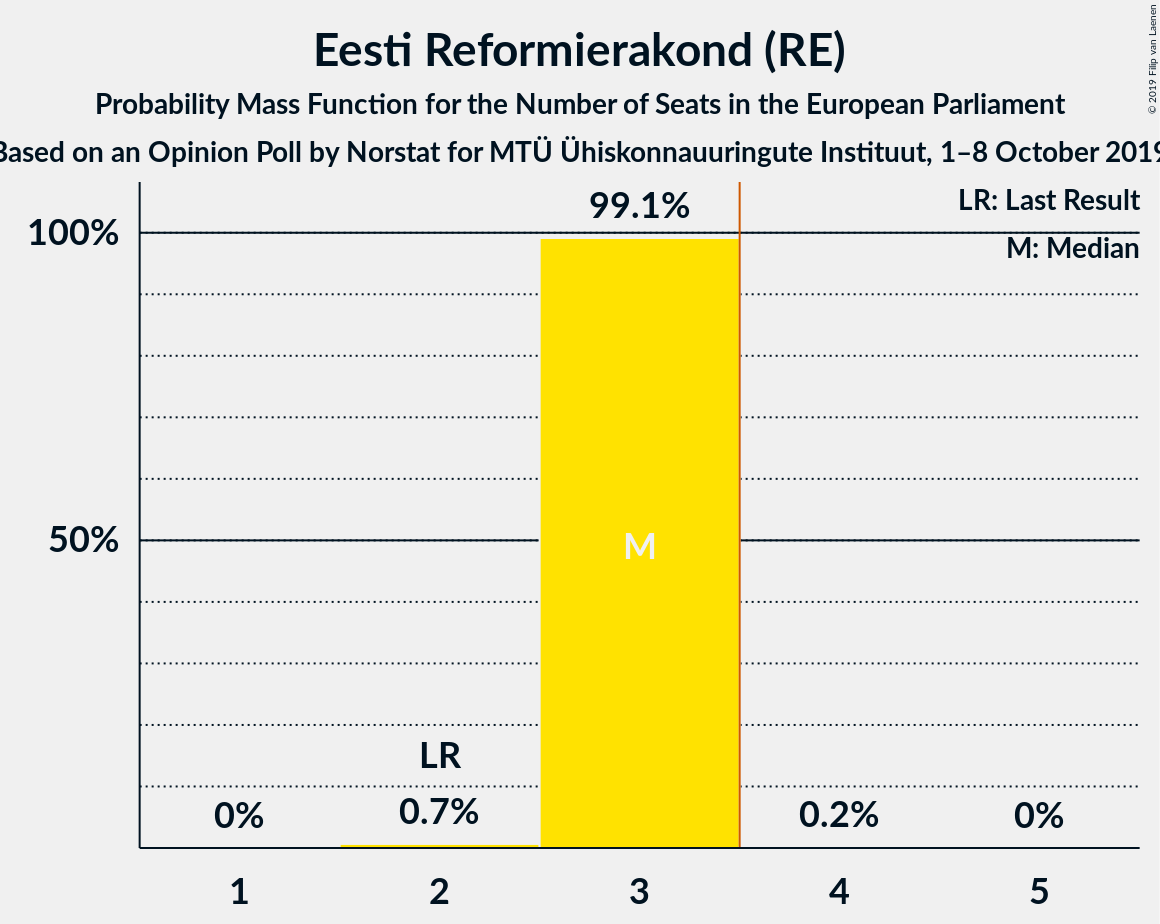 Eesti Reformierakond (RE)
Probability Mass Function for the Number of Seats in the European Parliament
Based on an Opinion Poll by Norstat for MTÜ Ühiskonnauuringute Instituut, 1–8 October 2019
© 2019 Filip van Laenen
LR: Last Result
M: Median
99.1%
100%
50%
M
LR
0%
0.7%
0.2%
0%
1
2
3
4
5